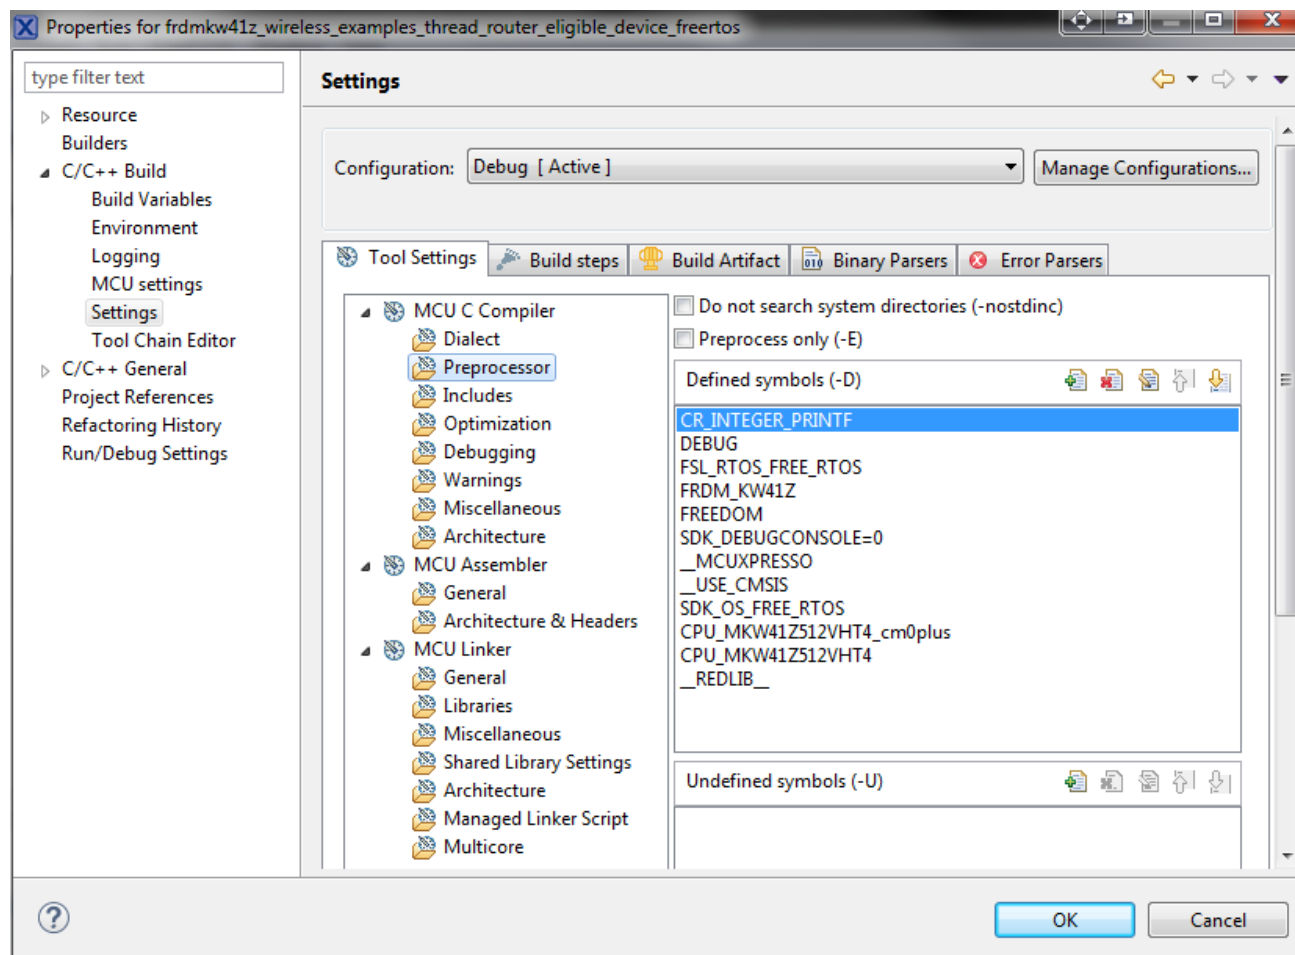 Properties for frdmkw41z_wireless_examples_thread_router_eligible_device_freertos
type filter text
Resource
Builders
C/C++ Build
Build Variables
Environment
Logging
MCU settings
Settings
Tool Chain Editor
C/C++ General
Project References
Refactoring History
Run/Debug Settings
Settings
Configuration: Debug [ Active ] Manage Configurations...
Tool Settings Build steps Build Artifact Binary Parsers Error Parsers
MCU C Compiler
Dialect
Preprocessor
Includes
Optimization
Debugging
Warnings
Miscellaneous
Architecture
MCU Assembler
General
Architecture & Headers
MCU Linker
General
Libraries
Miscellaneous
Shared Library Settings
Architecture
Managed Linker Script
Multicore
Do not search system directories (-nostdinc)
Preprocess only (-E)
Defined symbols (-D)
CR_INTEGER_PRINTF
DEBUG
FSL_RTOS_FREE_RTOS
FRDM_KW41Z
FREEDOM
SDK_DEBUGCONSOLE=0
__MCUXPRESSO
__USE_CMSIS
SDK_OS_FREE_RTOS
CPU_MKW41Z512VHT4_cm0plus
CPU_MKW41Z512VHT4
__REDLIB__
Undefined symbols (-U)
OK Cancel